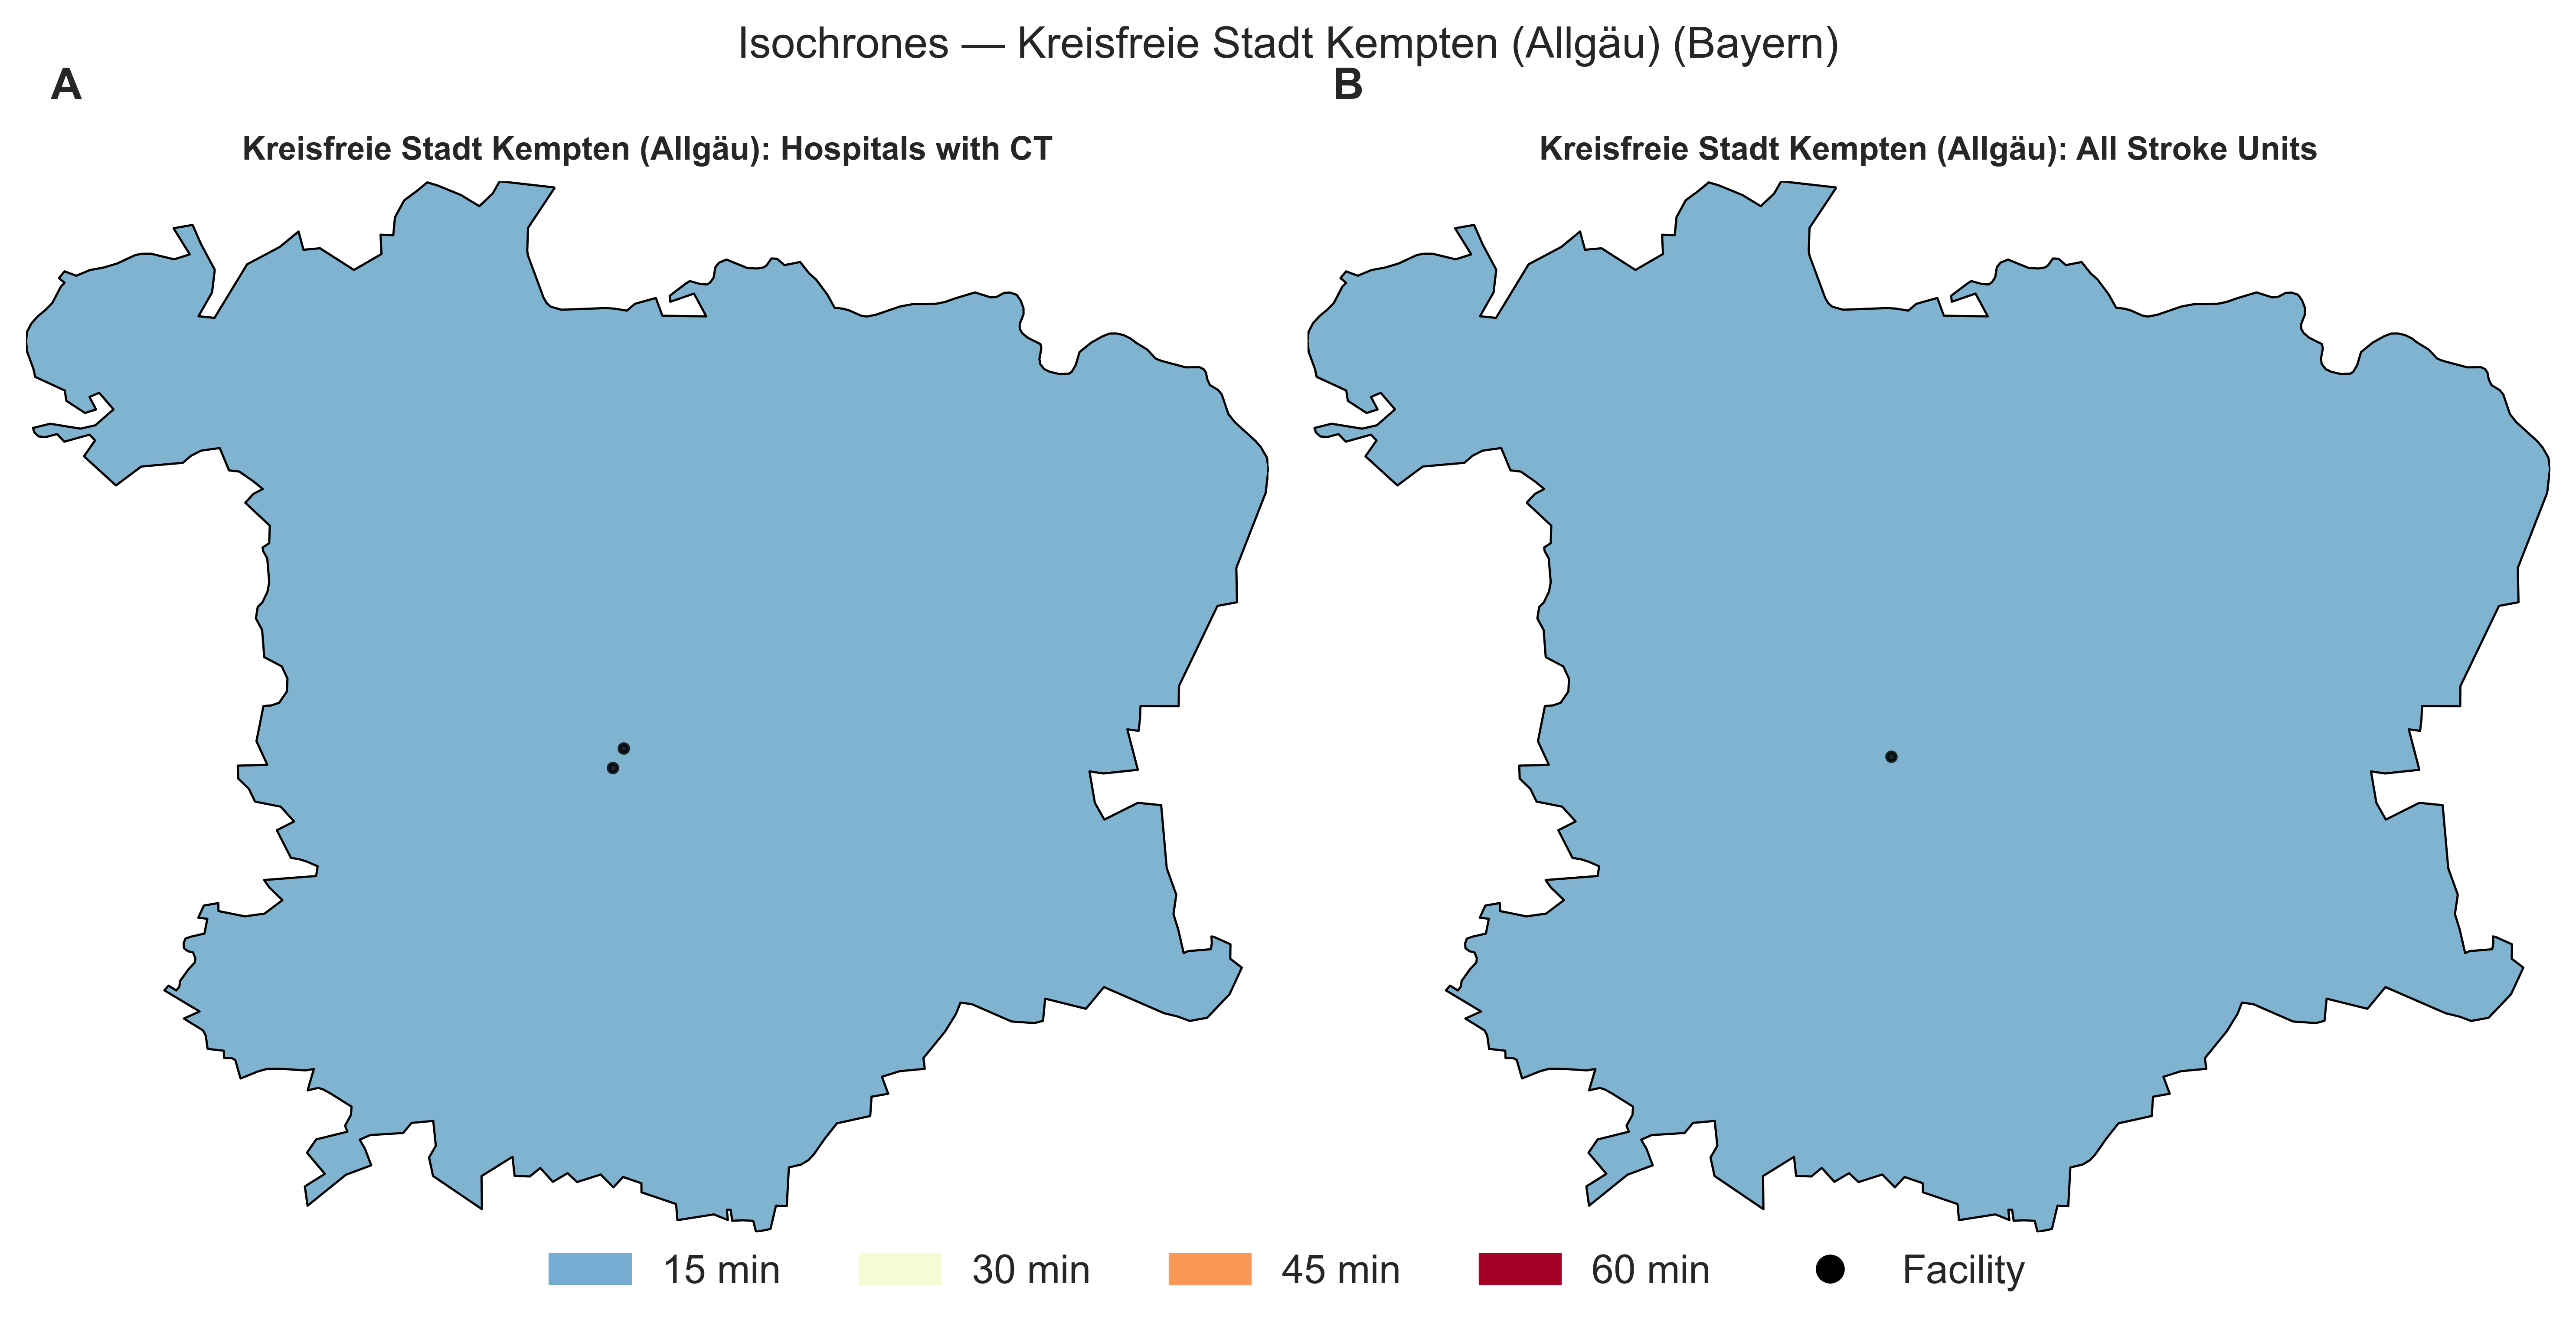 Isochrones — Kreisfreie Stadt Kempten (Allgäu) (Bayern)
A
B
Kreisfreie Stadt Kempten (Allgäu): Hospitals with CT
Kreisfreie Stadt Kempten (Allgäu): All Stroke Units
15 min
30 min
45 min
60 min
Facility